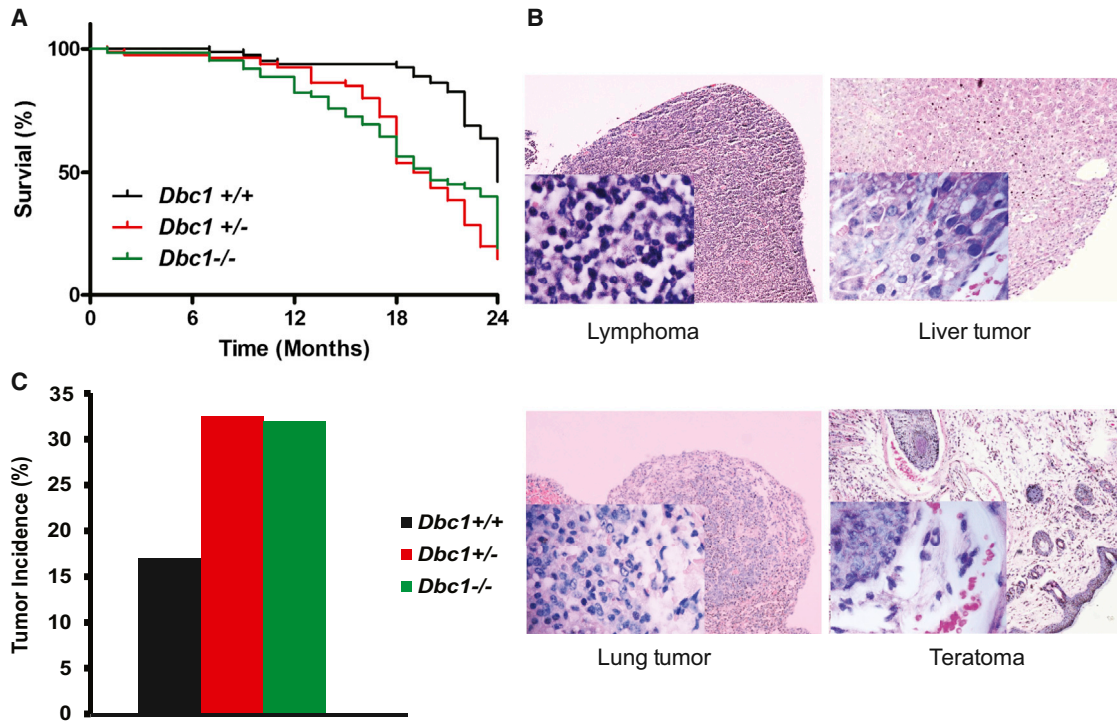 A
Survial (%)
100
50
0
Dbc1 +/+
Dbc1 +/-
Dbc1-/-
0 6 12 18 24
Time (Months)
B
Lymphoma
Liver tumor
Lung tumor
Teratoma
C
Tumor Incidence (%)
35
30
25
20
15
10
5
0
Dbc1+/+
Dbc1+/-
Dbc1-/-